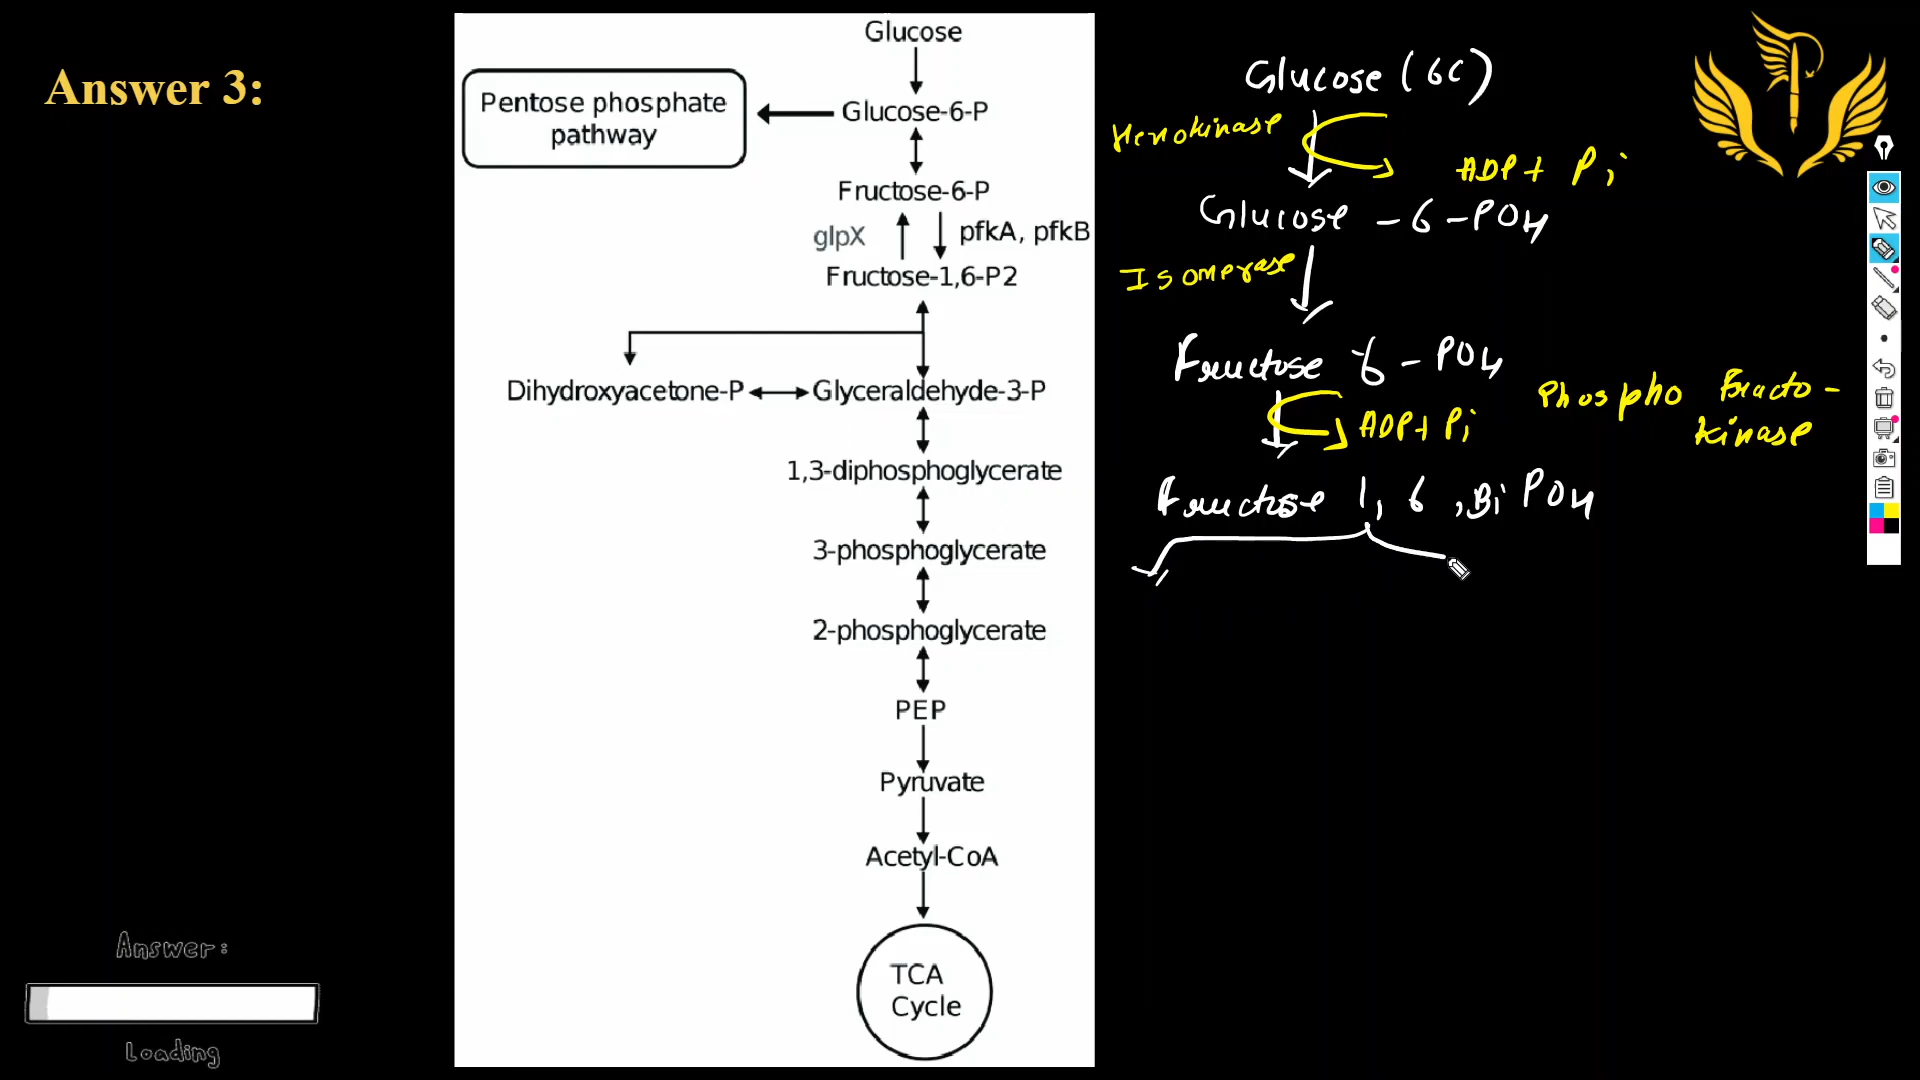 Answer 3:
Glucose
Pentose phosphate
pathway
Glucose-6-P
Fructose-6-P
glpX
pfkA, pfkB
Fructose-1,6-P2
Dihydroxyacetone-P
Glyceraldehyde-3-P
1,3-diphosphoglycerate
3-phosphoglycerate
2-phosphoglycerate
PEP
Pyruvate
Acetyl-CoA
TCA
Cycle
Glucose (6C)
Hexokinase
ADP + Pi
Glucose - 6 - PO4
Isomerase
Fructose 6 - PO4
ADP + Pi
Phospho Fructo-
kinase
Fructose 1, 6, Bi PO4
Answer:
Loading